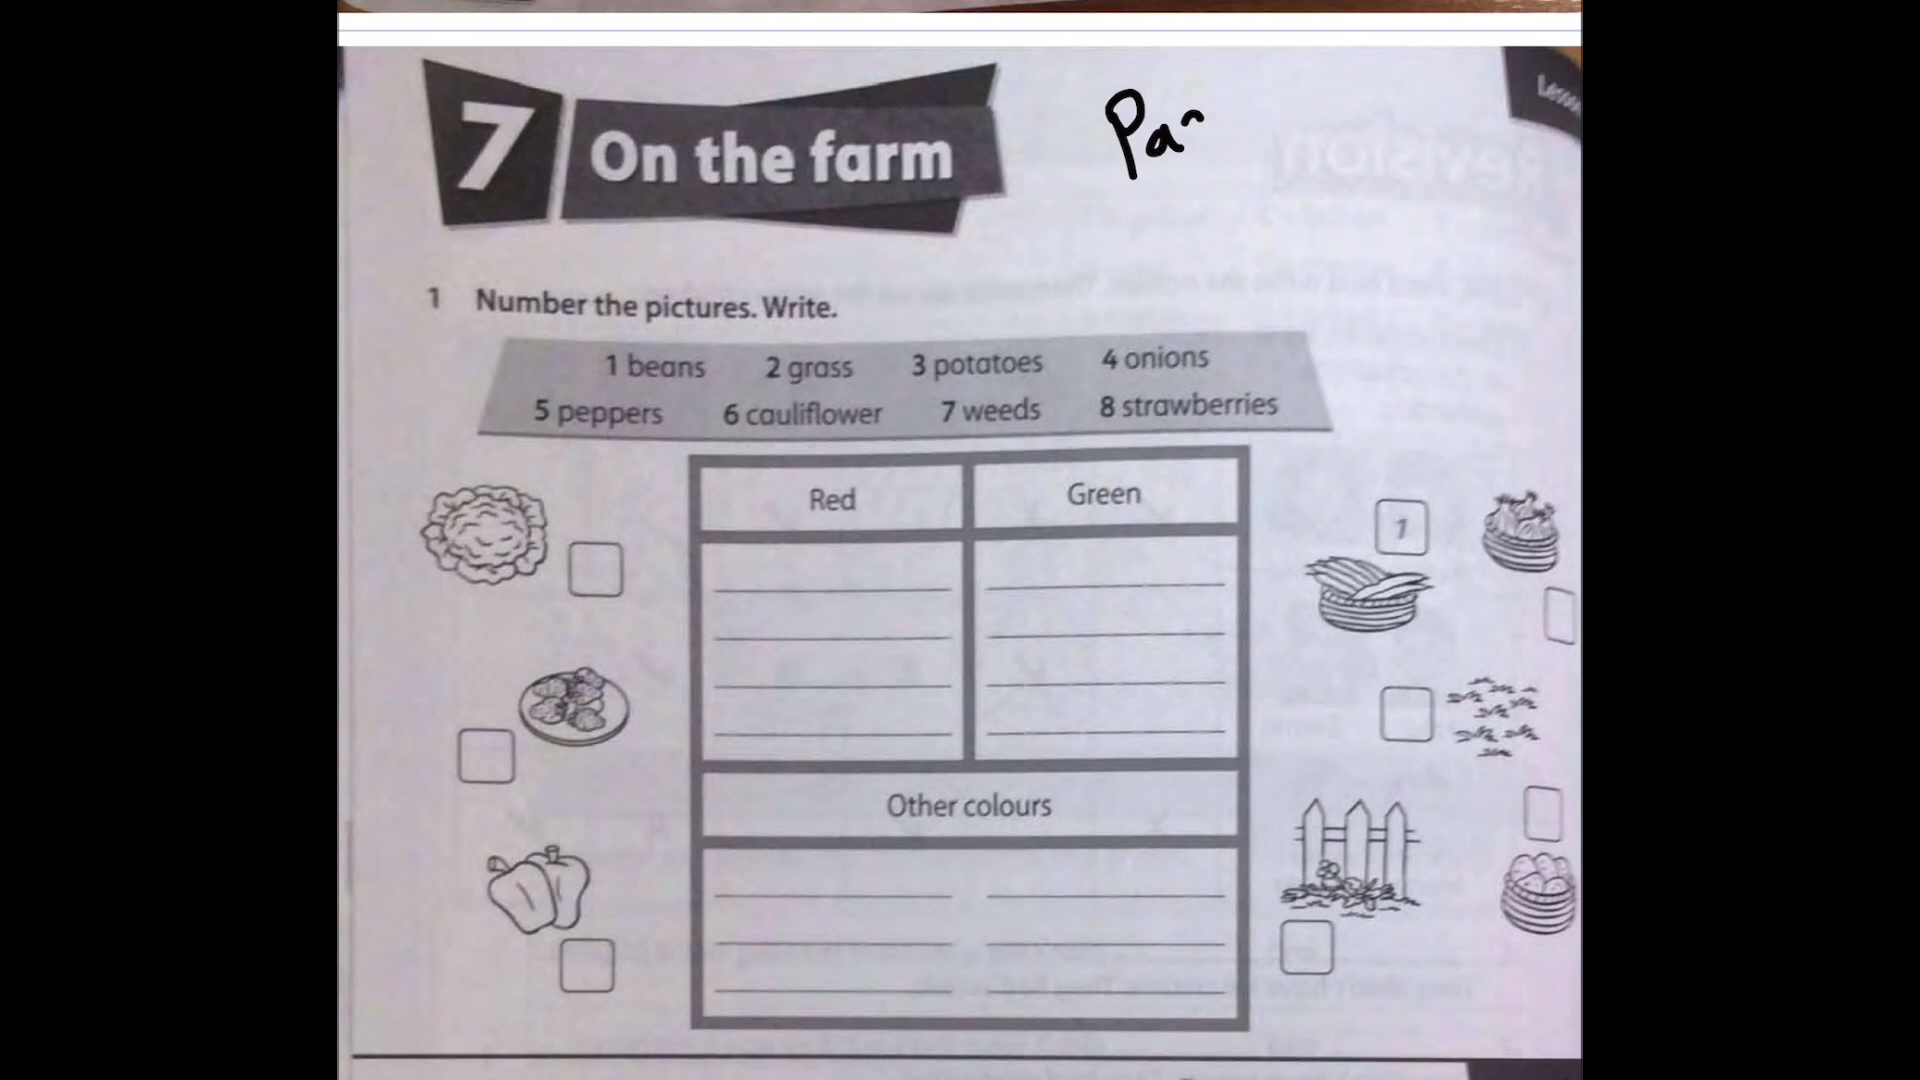 7 On the farm
Pa
1 Number the pictures. Write.
1 beans 2 grass 3 potatoes 4 onions
5 peppers 6 cauliflower 7 weeds 8 strawberries
Red Green
1
Other colours